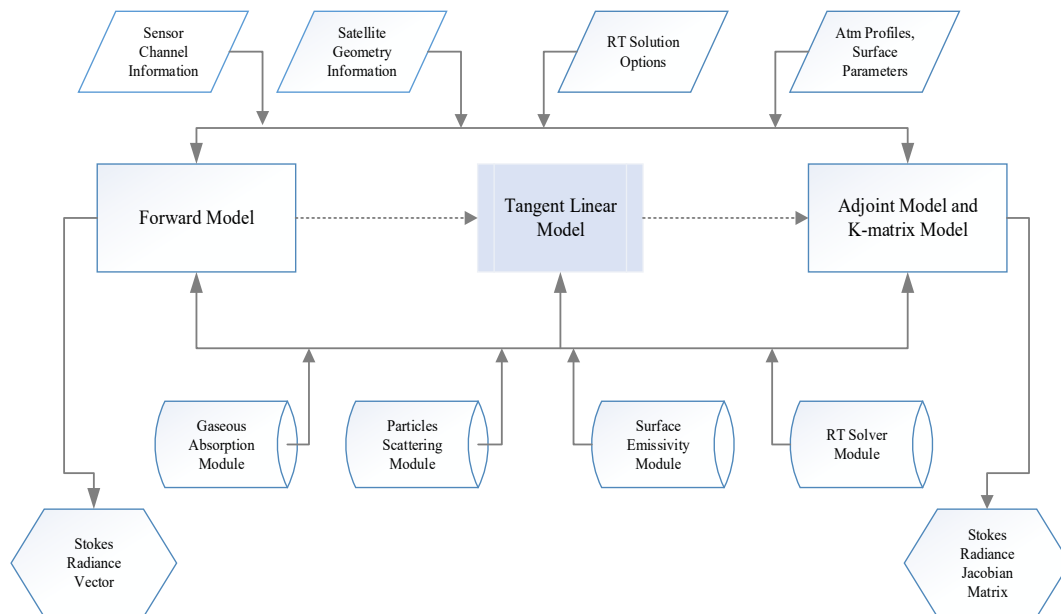 Sensor
Channel
Information
Satellite
Geometry
Information
RT Solution
Options
Atm Profiles,
Surface
Parameters
Forward Model
Tangent Linear
Model
Adjoint Model and
K-matrix Model
Gaseous
Absorption
Module
Particles
Scattering
Module
Surface
Emissivity
Module
RT Solver
Module
Stokes
Radiance
Vector
Stokes
Radiance
Jacobian
Matrix